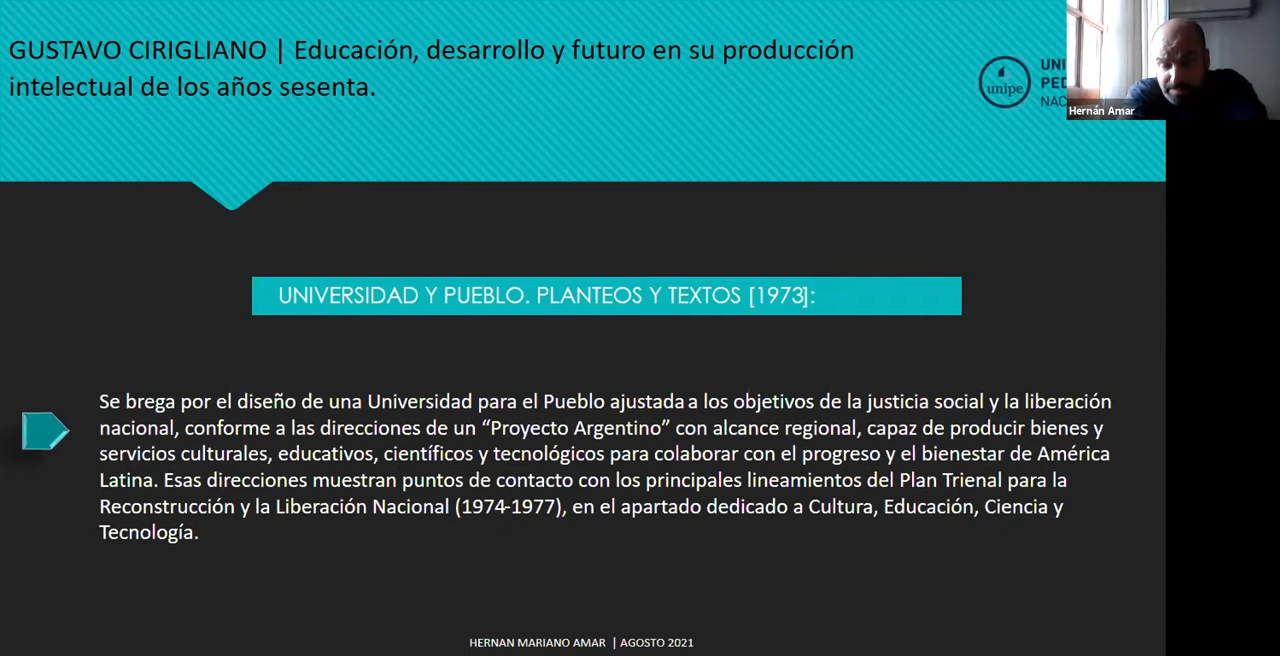 GUSTAVO CIRIGLIANO | Educación, desarrollo y futuro en su producción
intelectual de los años sesenta.
unipe
UNI
PED
NAC
Hernán Amar
UNIVERSIDAD Y PUEBLO. PLANTEOS Y TEXTOS [1973]:
Se brega por el diseño de una Universidad para el Pueblo ajustada a los objetivos de la justicia social y la liberación
nacional, conforme a las direcciones de un “Proyecto Argentino” con alcance regional, capaz de producir bienes y
servicios culturales, educativos, científicos y tecnológicos para colaborar con el progreso y el bienestar de América
Latina. Esas direcciones muestran puntos de contacto con los principales lineamientos del Plan Trienal para la
Reconstrucción y la Liberación Nacional (1974-1977), en el apartado dedicado a Cultura, Educación, Ciencia y
Tecnología.
HERNAN MARIANO AMAR | AGOSTO 2021